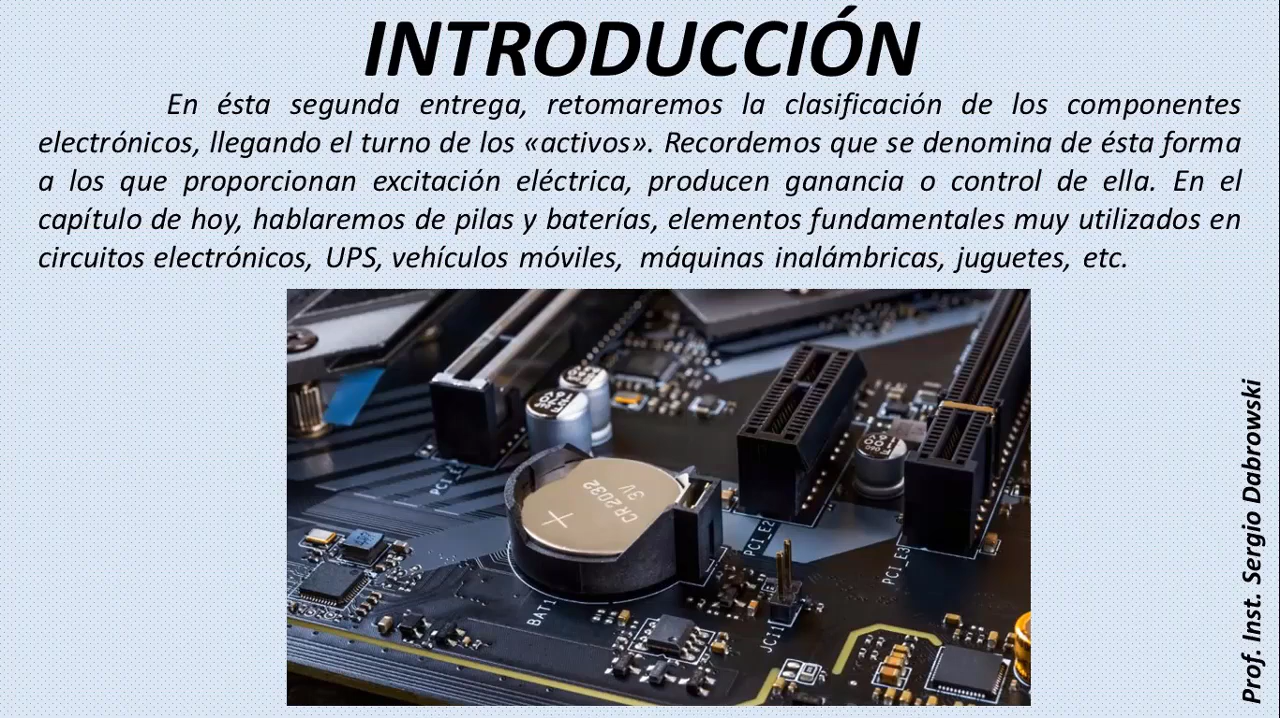 INTRODUCCIÓN
En ésta segunda entrega, retomaremos la clasificación de los componentes
electrónicos, llegando el turno de los «activos». Recordemos que se denomina de ésta forma
a los que proporcionan excitación eléctrica, producen ganancia o control de ella. En el
capítulo de hoy, hablaremos de pilas y baterías, elementos fundamentales muy utilizados en
circuitos electrónicos, UPS, vehículos móviles, máquinas inalámbricas, juguetes, etc.
CR2032
3V
+
PCI_E2
PCI_E3
BAT1
JCI1
Prof. Inst. Sergio Dabrowski